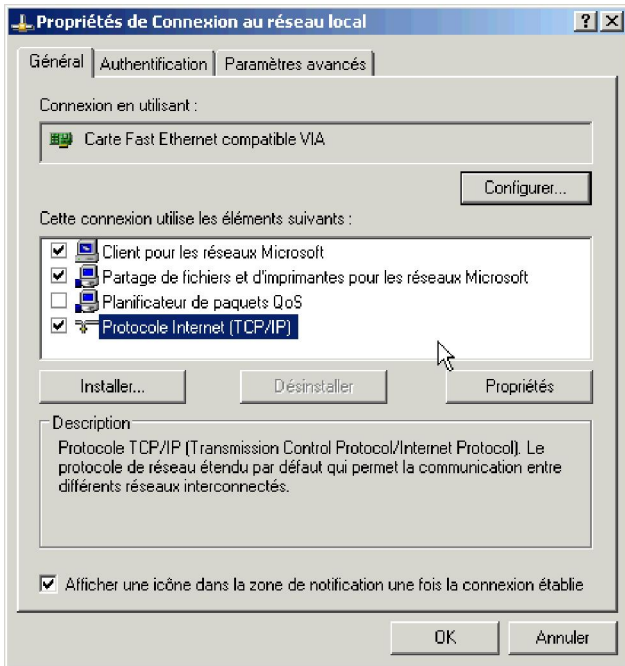 Propriétés de Connexion au réseau local
Général Authentification Paramètres avancés
Connexion en utilisant :
Carte Fast Ethernet compatible VIA
Configurer...
Cette connexion utilise les éléments suivants :
Client pour les réseaux Microsoft
Partage de fichiers et d'imprimantes pour les réseaux Microsoft
Planificateur de paquets QoS
Protocole Internet (TCP/IP)
Installer... Désinstaller Propriétés
Description
Protocole TCP/IP (Transmission Control Protocol/Internet Protocol). Le
protocole de réseau étendu par défaut qui permet la communication entre
différents réseaux interconnectés.
Afficher une icône dans la zone de notification une fois la connexion établie
OK Annuler